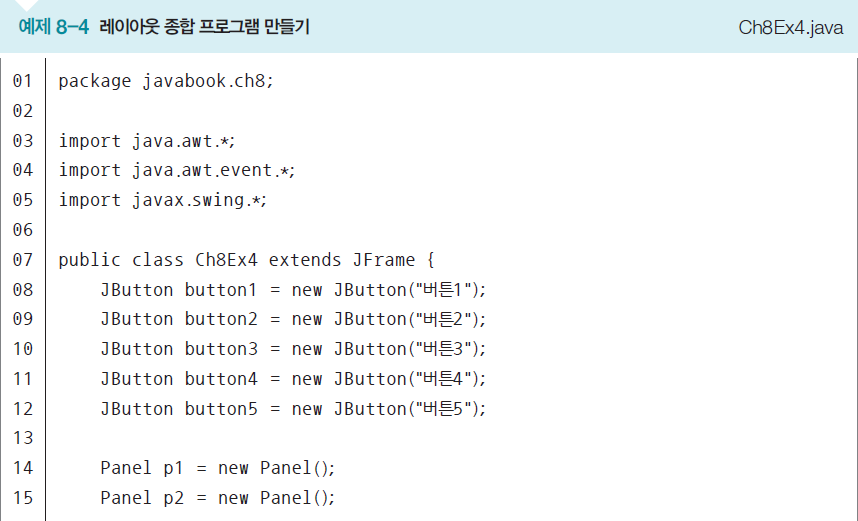 예제 8-4 레이아웃 종합 프로그램 만들기 Ch8Ex4.java
01 package javabook.ch8;
02
03 import java.awt.*;
04 import java.awt.event.*;
05 import javax.swing.*;
06
07 public class Ch8Ex4 extends JFrame {
08     JButton button1 = new JButton("버튼1");
09     JButton button2 = new JButton("버튼2");
10     JButton button3 = new JButton("버튼3");
11     JButton button4 = new JButton("버튼4");
12     JButton button5 = new JButton("버튼5");
13
14     Panel p1 = new Panel();
15     Panel p2 = new Panel();